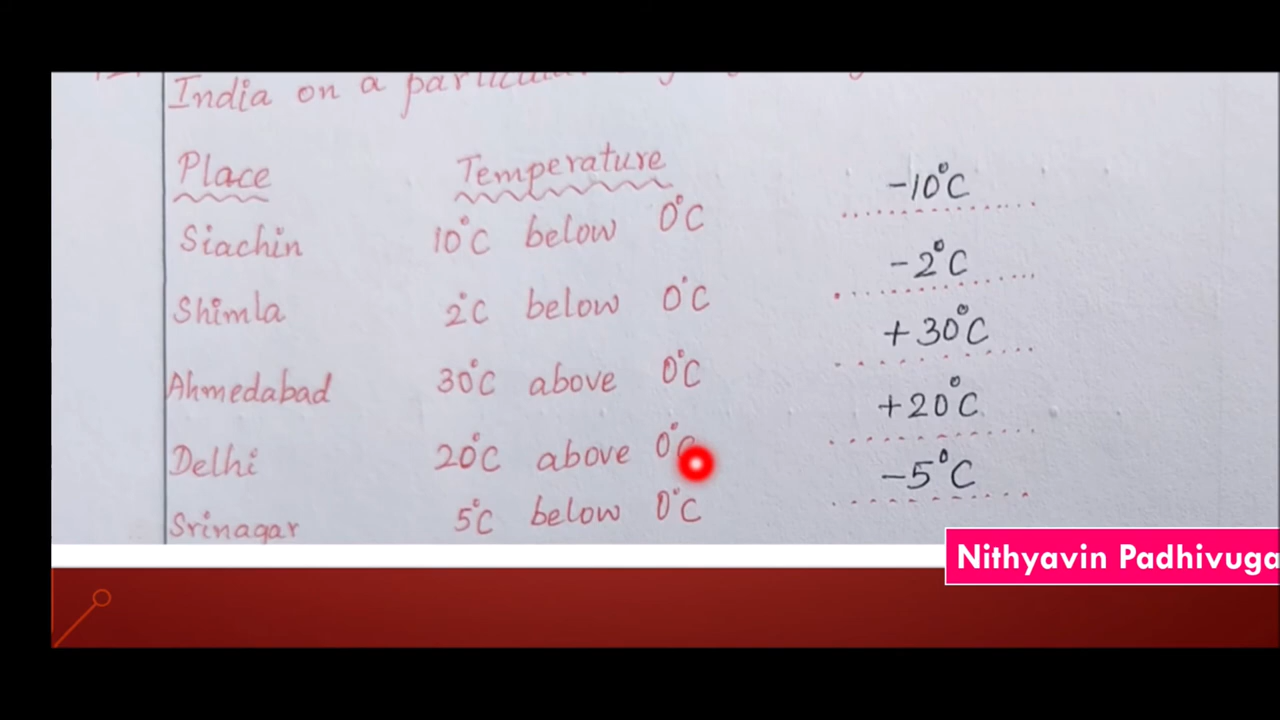 India on a particular
Place Temperature
Siachin 10°C below 0°C -10°C
Shimla 2°C below 0°C -2°C
Ahmedabad 30°C above 0°C +30°C
Delhi 20°C above 0°C +20°C
Srinagar 5°C below 0°C -5°C
Nithyavin Padhivuga